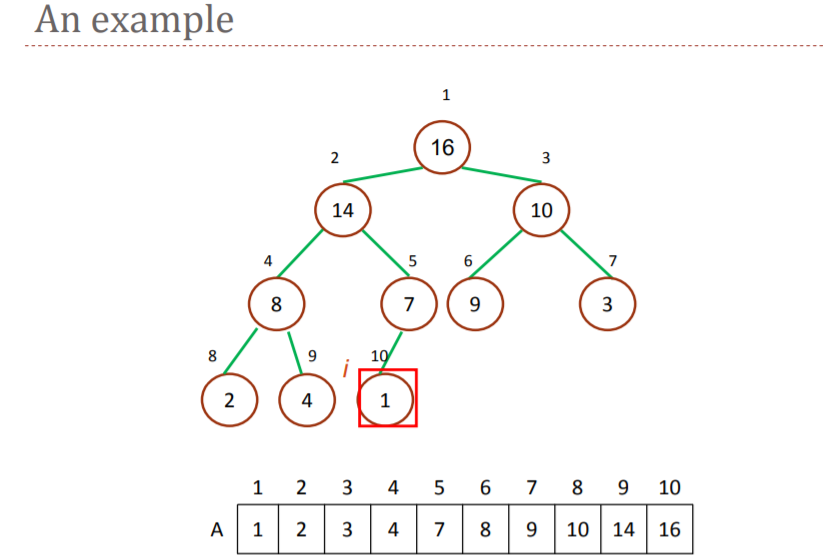 An example
1
16
2 3
14 10
4 5 6 7
8 7 9 3
8 9 i 10
2 4 1
1 2 3 4 5 6 7 8 9 10
A 1 2 3 4 7 8 9 10 14 16